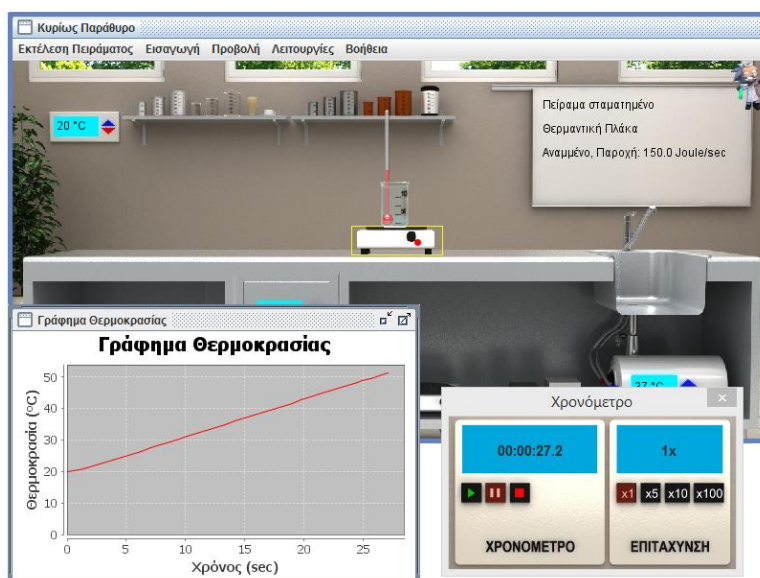 Κυρίως Παράθυρο
Εκτέλεση Πειράματος Εισαγωγή Προβολή Λειτουργίες Βοήθεια
20 °C
Πείραμα σταματημένο
Θερμαντική Πλάκα
Αναμμένο, Παροχή: 150.0 Joule/sec
37 °C
Γράφημα Θερμοκρασίας
Γράφημα Θερμοκρασίας
Θερμοκρασία (°C)
50
40
30
20
10
0
0 5 10 15 20 25
Χρόνος (sec)
Χρονόμετρο
00:00:27.2
1x
x1 x5 x10 x100
ΧΡΟΝΟΜΕΤΡΟ
ΕΠΙΤΑΧΥΝΣΗ